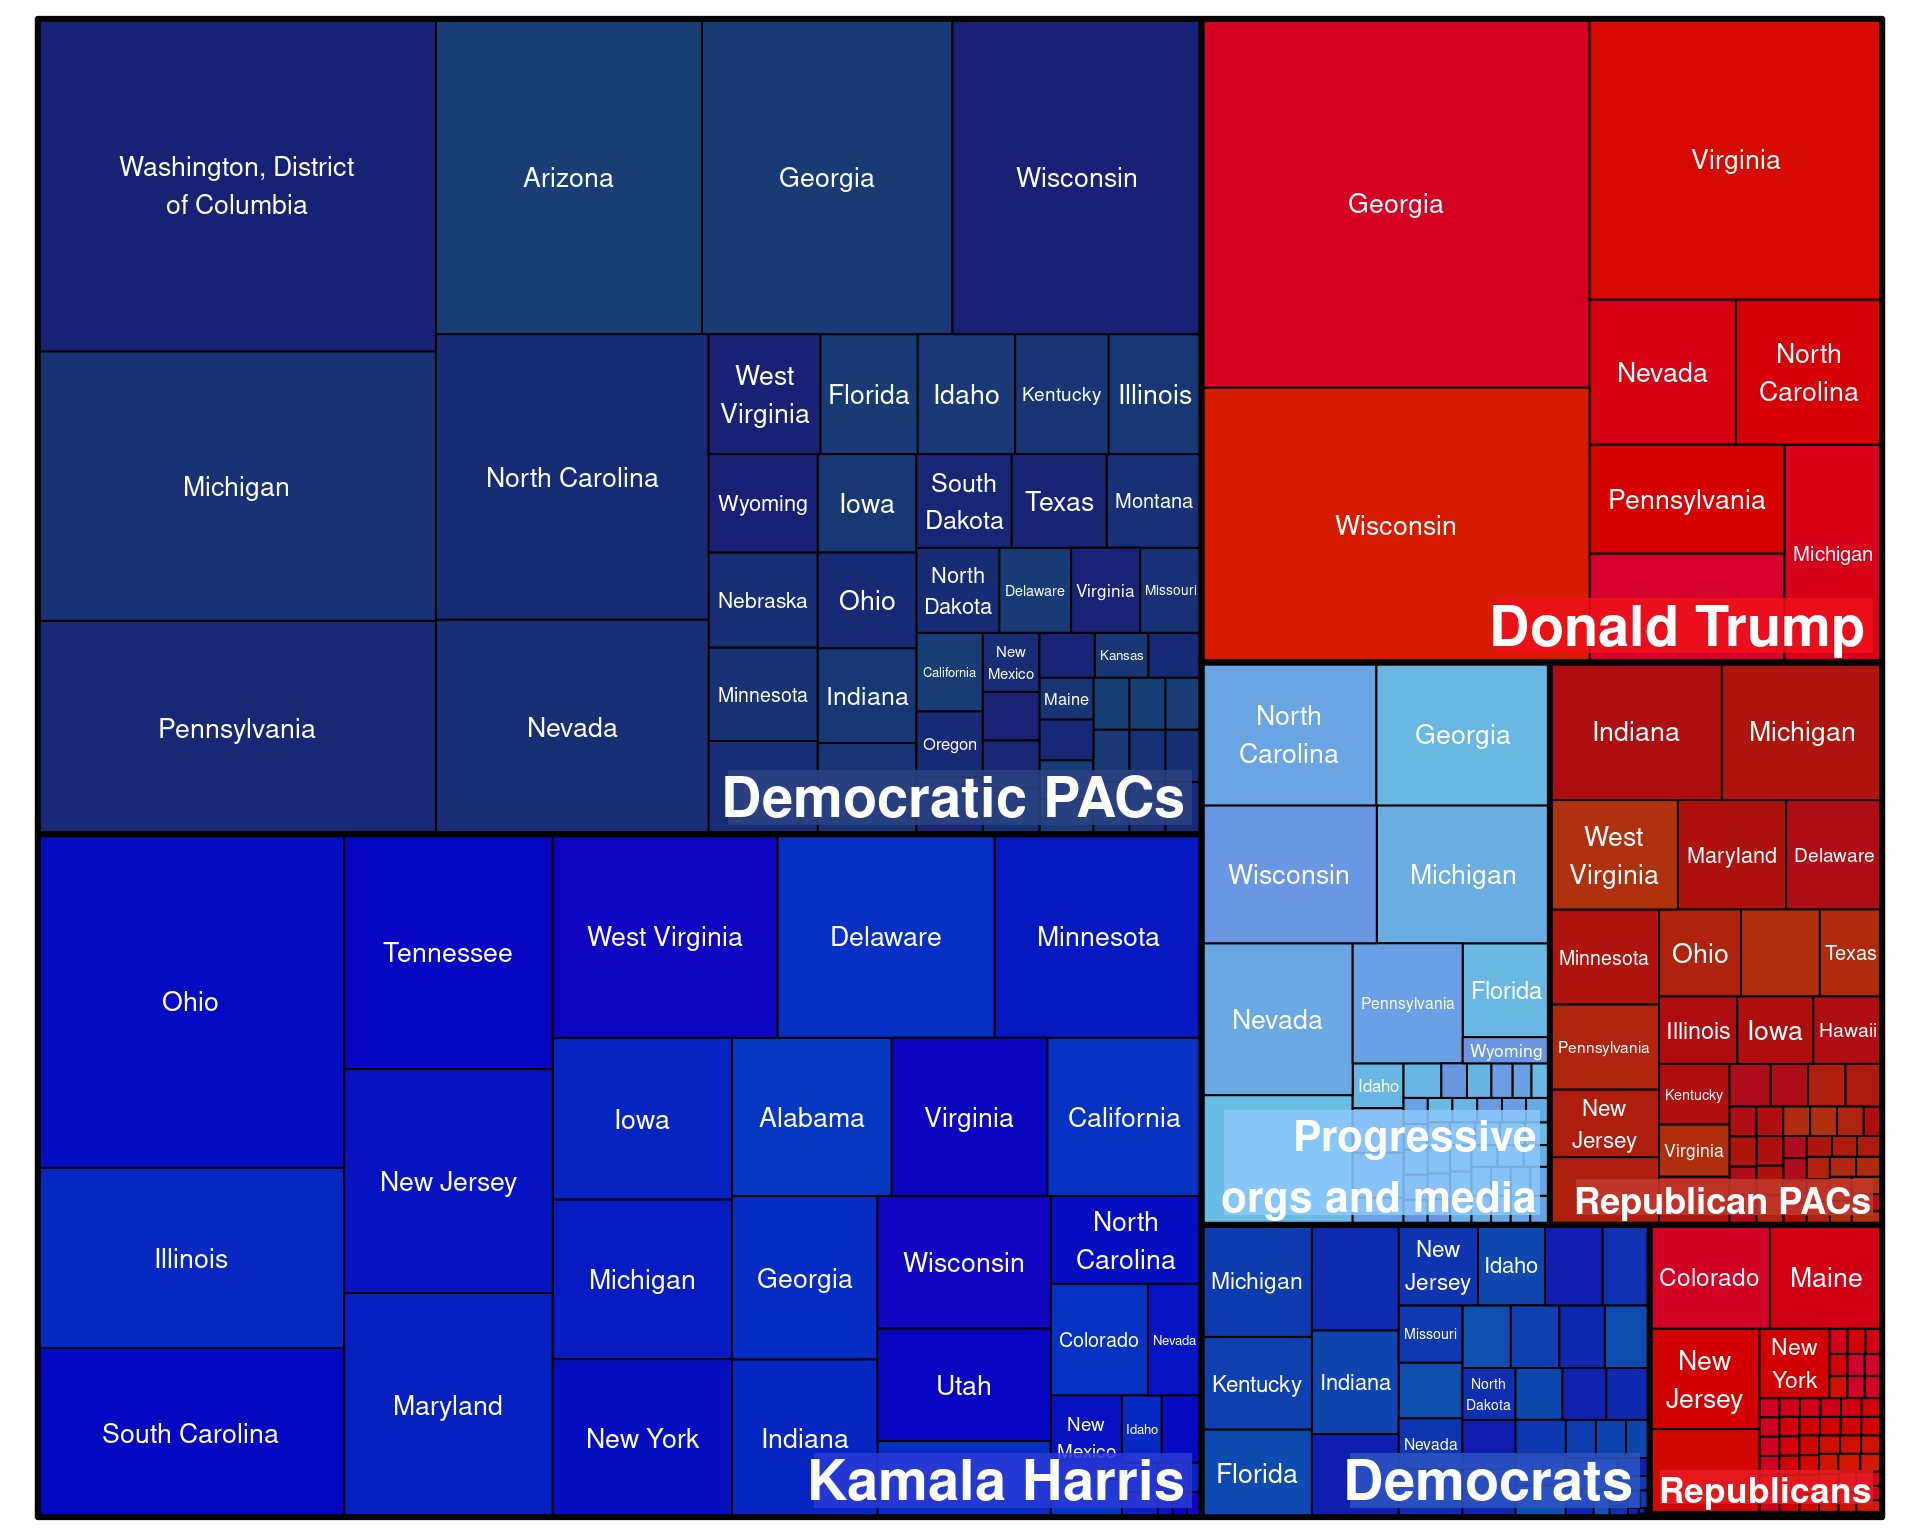 Washington, District
of Columbia
Arizona
Georgia
Wisconsin
Michigan
North Carolina
Pennsylvania
Nevada
West
Virginia
Florida
Idaho
Kentucky
Illinois
Wyoming
Iowa
South
Dakota
Texas
Montana
Nebraska
Ohio
North
Dakota
Delaware
Virginia
Missouri
Minnesota
Indiana
California
New
Mexico
Kansas
Maine
Oregon
Democratic PACs
Georgia
Virginia
Wisconsin
Nevada
North
Carolina
Pennsylvania
Michigan
Donald Trump
Ohio
Tennessee
West Virginia
Delaware
Minnesota
Illinois
New Jersey
South Carolina
Maryland
Iowa
Alabama
Virginia
California
Michigan
Georgia
Wisconsin
North
Carolina
Colorado
Nevada
Utah
New York
Indiana
New
Mexico
Idaho
Kamala Harris
North
Carolina
Georgia
Wisconsin
Michigan
Nevada
Pennsylvania
Florida
Wyoming
Idaho
Progressive
orgs and media
Indiana
Michigan
West
Virginia
Maryland
Delaware
Minnesota
Ohio
Texas
Pennsylvania
Illinois
Iowa
Hawaii
New
Jersey
Kentucky
Virginia
Republican PACs
Michigan
New
Jersey
Idaho
Kentucky
Indiana
Missouri
North
Dakota
Florida
Nevada
Democrats
Colorado
Maine
New
Jersey
New
York
Republicans